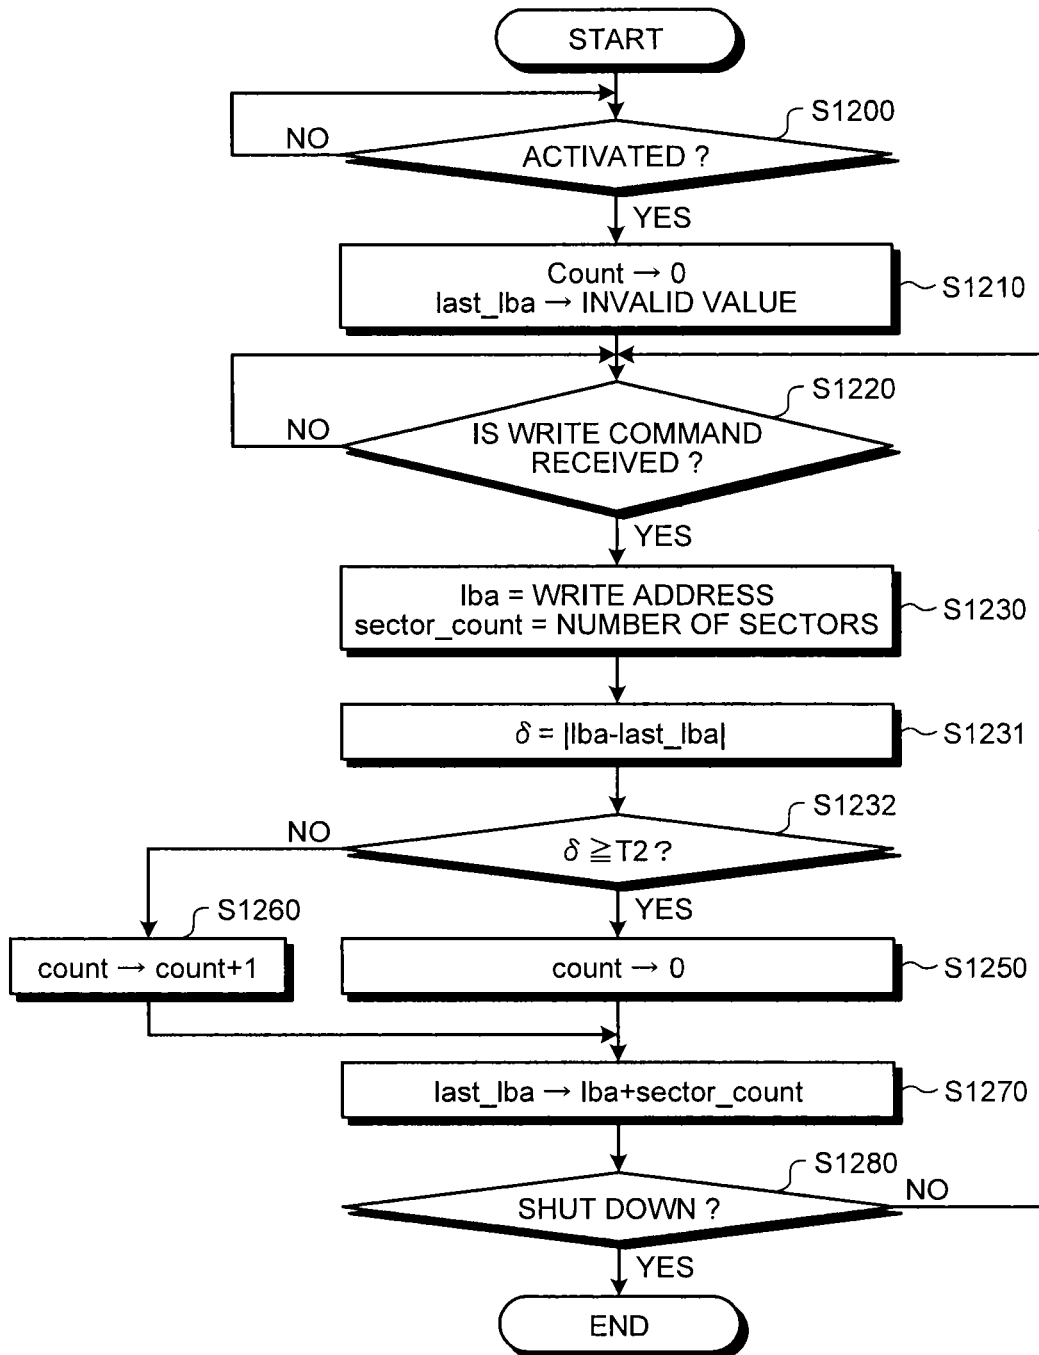 START
S1200
NO
ACTIVATED ?
YES
Count → 0
last_lba → INVALID VALUE
S1210
S1220
NO
IS WRITE COMMAND
RECEIVED ?
YES
lba = WRITE ADDRESS
sector_count = NUMBER OF SECTORS
S1230
δ = |lba-last_lba|
S1231
S1232
NO
δ ≧ T2 ?
YES
S1260
count → count+1
count → 0
S1250
last_lba → lba+sector_count
S1270
S1280
NO
SHUT DOWN ?
YES
END